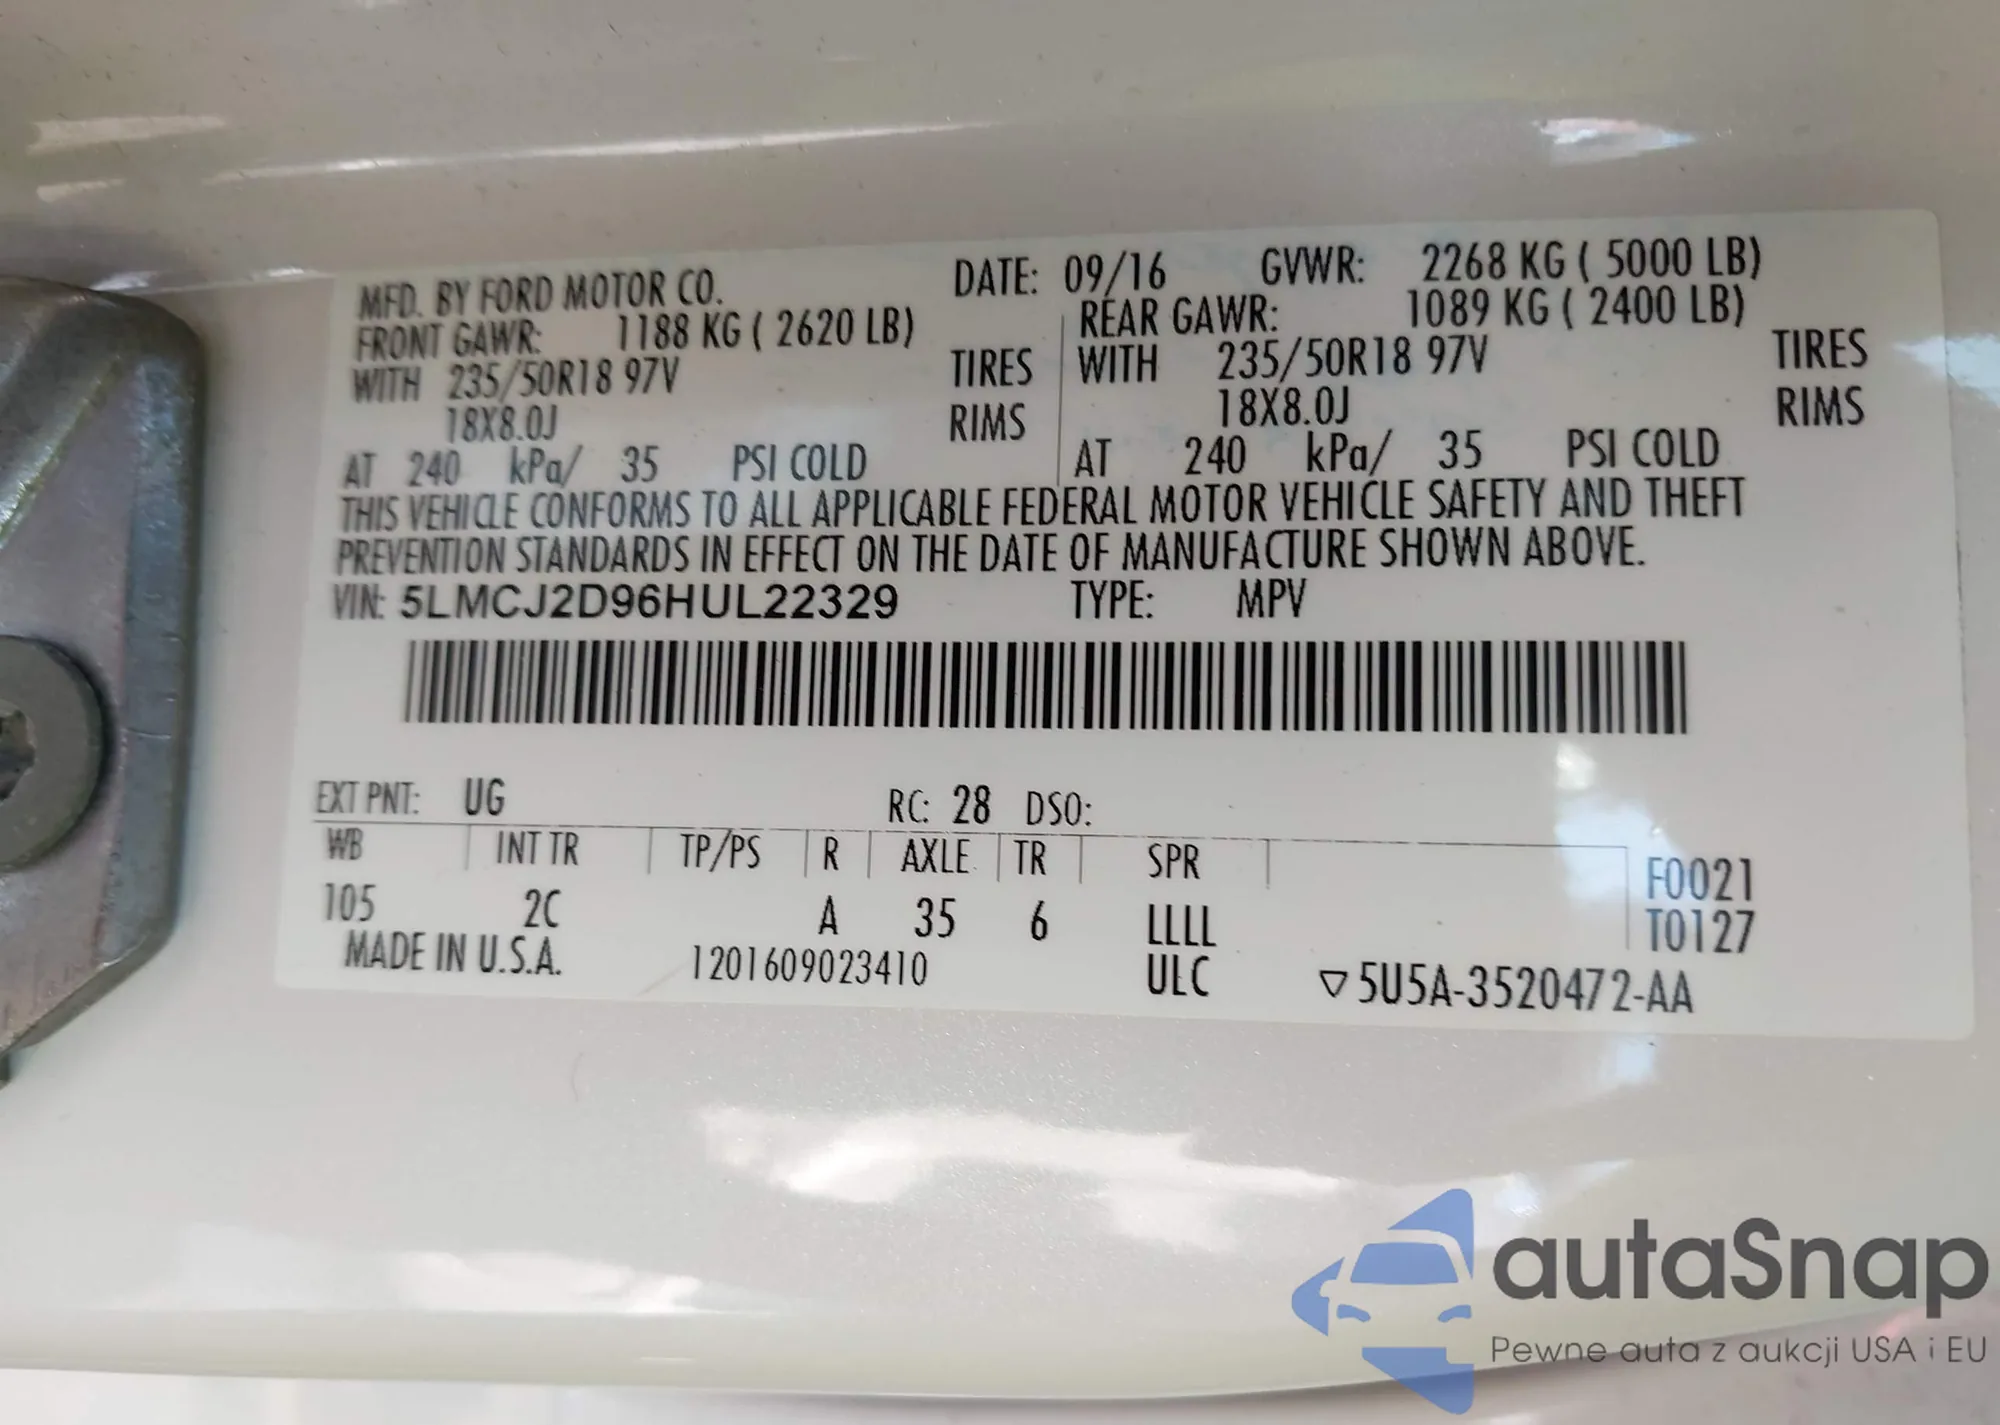 MFD. BY FORD MOTOR CO. DATE: 09/16 GVWR: 2268 KG ( 5000 LB)
FRONT GAWR: 1188 KG ( 2620 LB) REAR GAWR: 1089 KG ( 2400 LB)
WITH 235/50R18 97V TIRES WITH 235/50R18 97V TIRES
18X8.0J RIMS 18X8.0J RIMS
AT 240 kPa/ 35 PSI COLD AT 240 kPa/ 35 PSI COLD
THIS VEHICLE CONFORMS TO ALL APPLICABLE FEDERAL MOTOR VEHICLE SAFETY AND THEFT
PREVENTION STANDARDS IN EFFECT ON THE DATE OF MANUFACTURE SHOWN ABOVE.
VIN: 5LMCJ2D96HUL22329 TYPE: MPV
EXT PNT: UG RC: 28 DSO:
WB INT TR TP/PS R AXLE TR SPR F0021
105 2C A 35 6 LLLL T0127
MADE IN U.S.A. 1201609023410 ULC ▽5U5A-3520472-AA
autaSnap
Pewne auta z aukcji USA i EU